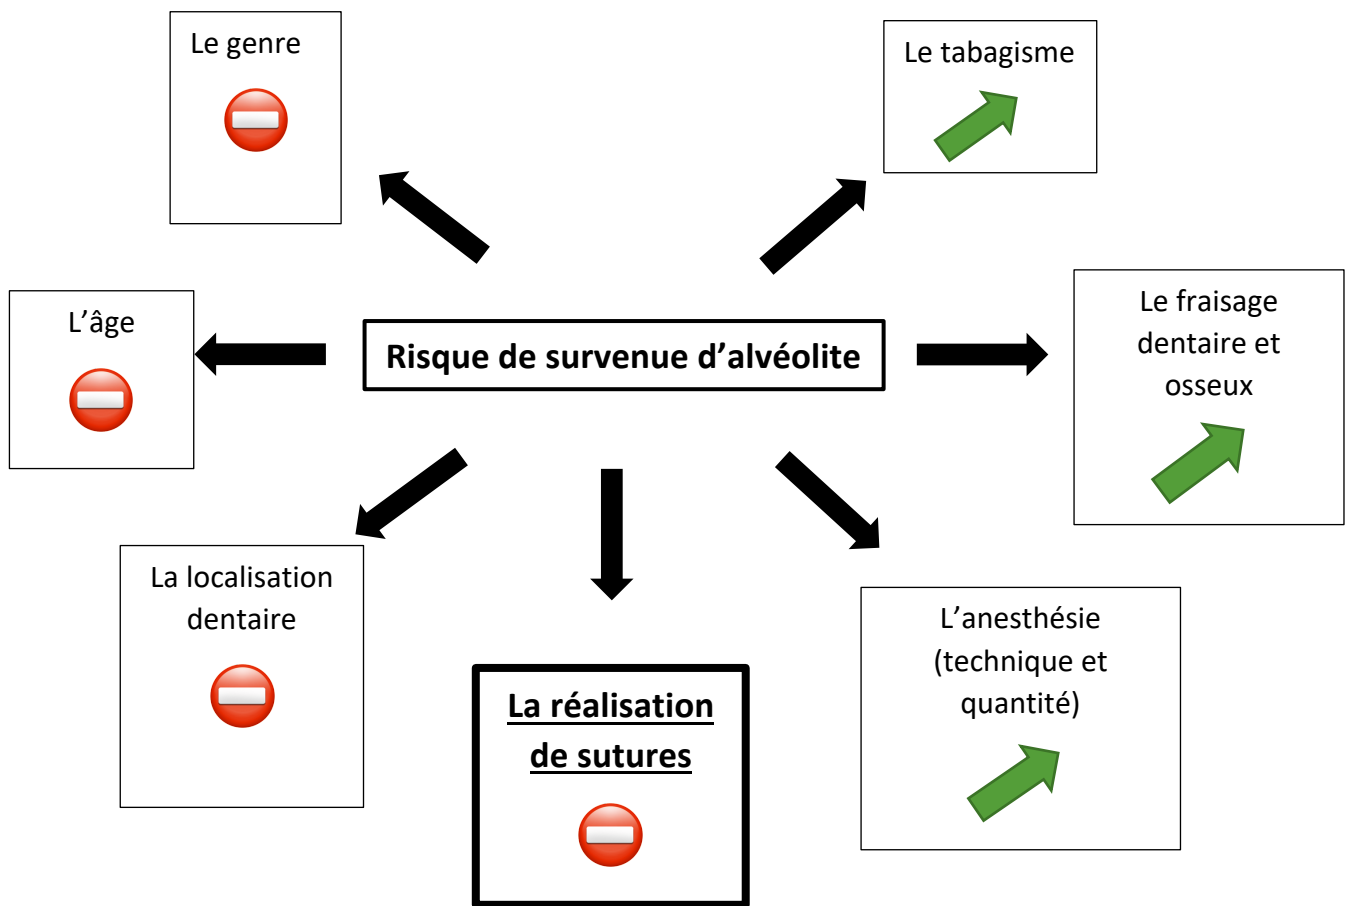 Le genre
Le tabagisme
L'âge
Risque de survenue d'alvéolite
Le fraisage
dentaire et
osseux
La localisation
dentaire
La réalisation
de sutures
L'anesthésie
(technique et
quantité)